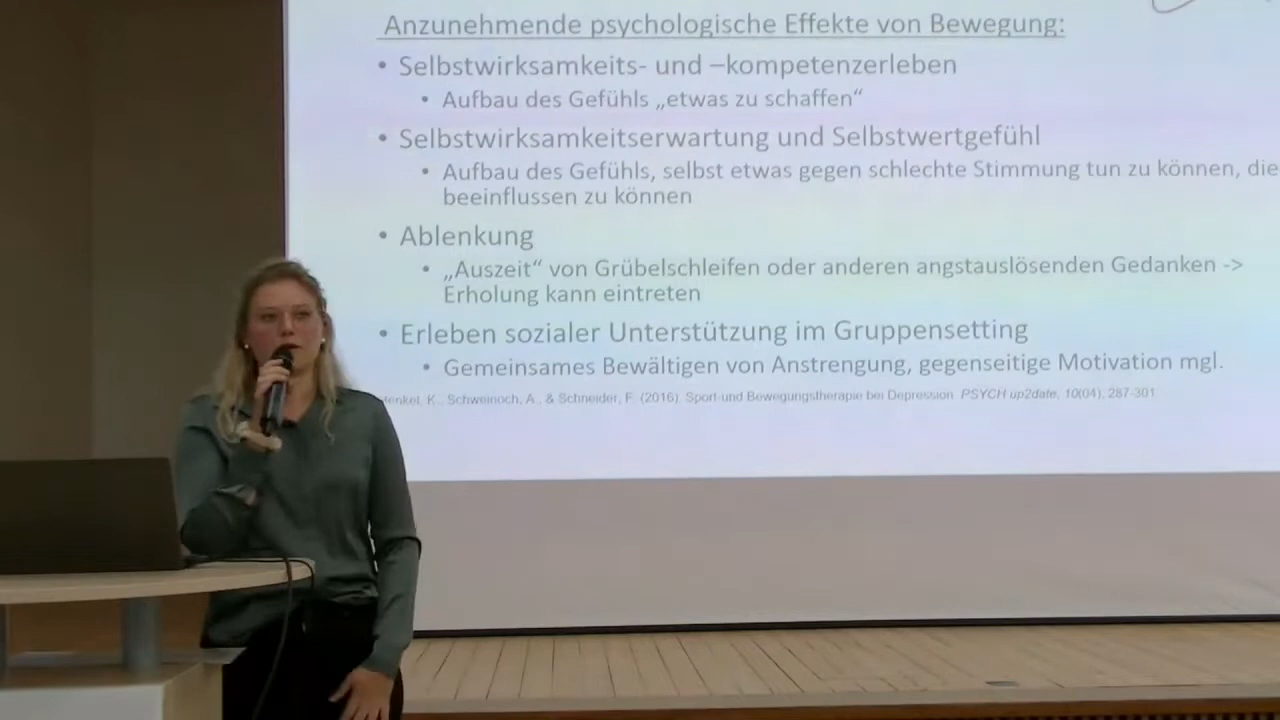 Anzunehmende psychologische Effekte von Bewegung:
• Selbstwirksamkeits- und –kompetenzerleben
• Aufbau des Gefühls „etwas zu schaffen“
• Selbstwirksamkeitserwartung und Selbstwertgefühl
• Aufbau des Gefühls, selbst etwas gegen schlechte Stimmung tun zu können, die
beeinflussen zu können
• Ablenkung
• „Auszeit“ von Grübelschleifen oder anderen angstauslösenden Gedanken ->
Erholung kann eintreten
• Erleben sozialer Unterstützung im Gruppensetting
• Gemeinsames Bewältigen von Anstrengung, gegenseitige Motivation mgl.
K., Schweinoch, A., & Schneider, F. (2016). Sport-und Bewegungstherapie bei Depression. PSYCH up2date, 10(04), 287-301